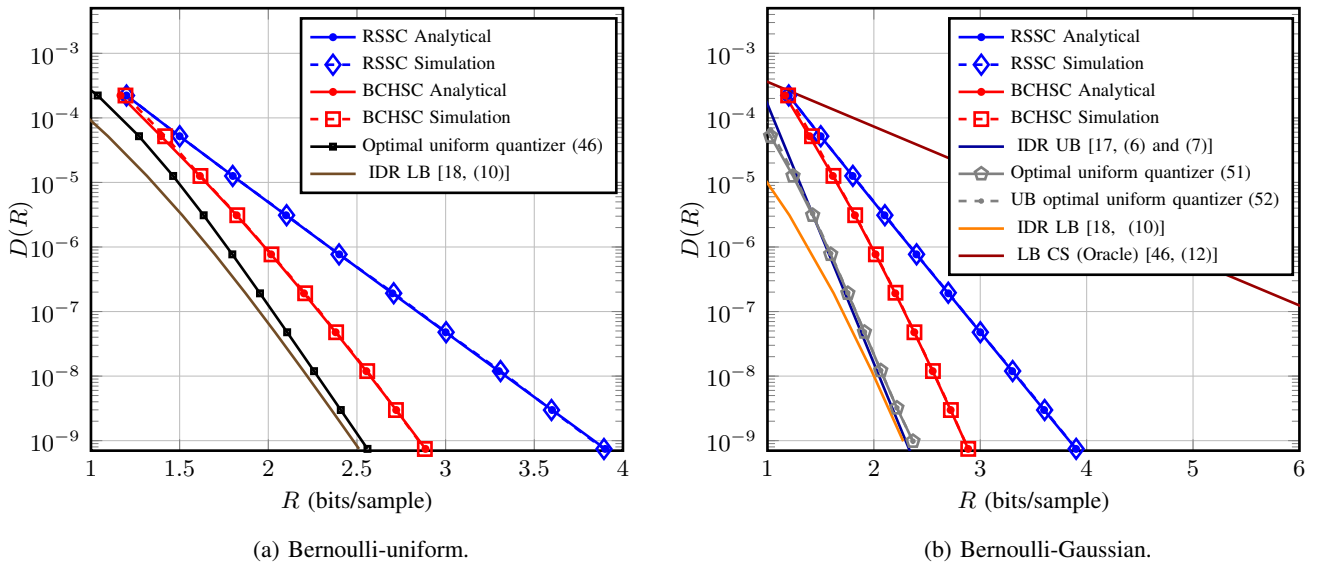 10^{-3}
10^{-4}
10^{-5}
10^{-6}
10^{-7}
10^{-8}
10^{-9}
D(R)
1 1.5 2 2.5 3 3.5 4
R (bits/sample)
RSSC Analytical
RSSC Simulation
BCHSC Analytical
BCHSC Simulation
Optimal uniform quantizer (46)
IDR LB [18, (10)]
(a) Bernoulli-uniform.
10^{-3}
10^{-4}
10^{-5}
10^{-6}
10^{-7}
10^{-8}
10^{-9}
D(R)
1 2 3 4 5 6
R (bits/sample)
RSSC Analytical
RSSC Simulation
BCHSC Analytical
BCHSC Simulation
IDR UB [17, (6) and (7)]
Optimal uniform quantizer (51)
UB optimal uniform quantizer (52)
IDR LB [18, (10)]
LB CS (Oracle) [46, (12)]
(b) Bernoulli-Gaussian.